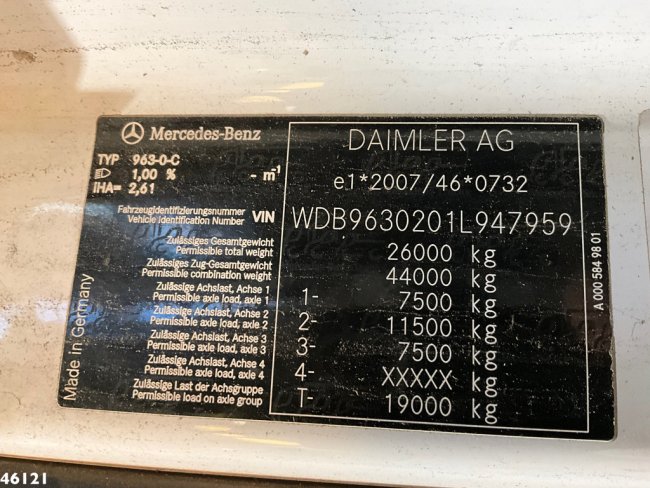 Mercedes-Benz
TYP 963-0-C
1,00 % - m⁻¹
IHA= 2,61
DAIMLER AG
e1*2007/46*0732
Fahrzeugidentifizierungsnummer
Vehicle Identification Number VIN WDB9630201L947959
Zulässiges Gesamtgewicht
Permissible total weight 26000 kg
Zulässiges Zug-Gesamtgewicht
Permissible combination weight 44000 kg
Zulässige Achslast, Achse 1
Permissible axle load, axle 1 1- 7500 kg
Zulässige Achslast, Achse 2
Permissible axle load, axle 2 2- 11500 kg
Zulässige Achslast, Achse 3
Permissible axle load, axle 3 3- 7500 kg
Zulässige Achslast, Achse 4
Permissible axle load, axle 4 4- XXXXX kg
Zulässige Last der Achsgruppe
Permissible load on axle group T- 19000 kg
Made in Germany
A 000 584 98 01
46121